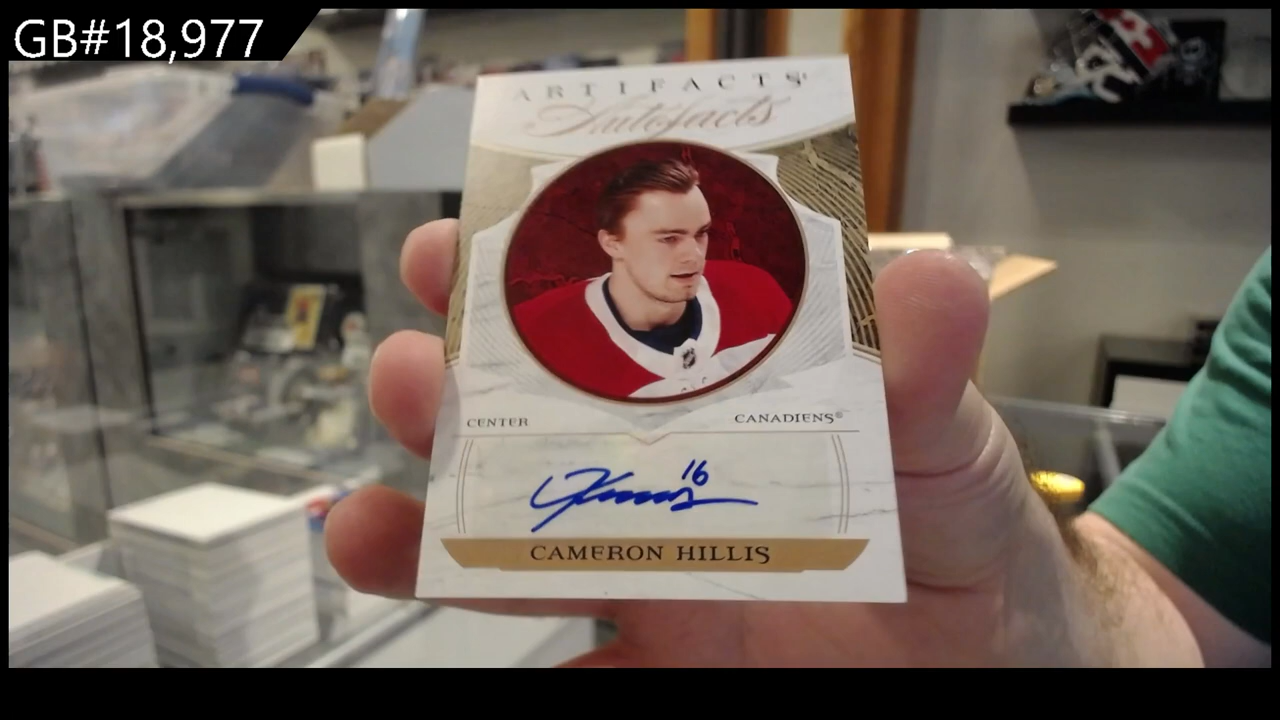 GB#18,977
ARTIFACTS
Autofacts
CENTER
CANADIENS®
16
CAMERON HILLIS